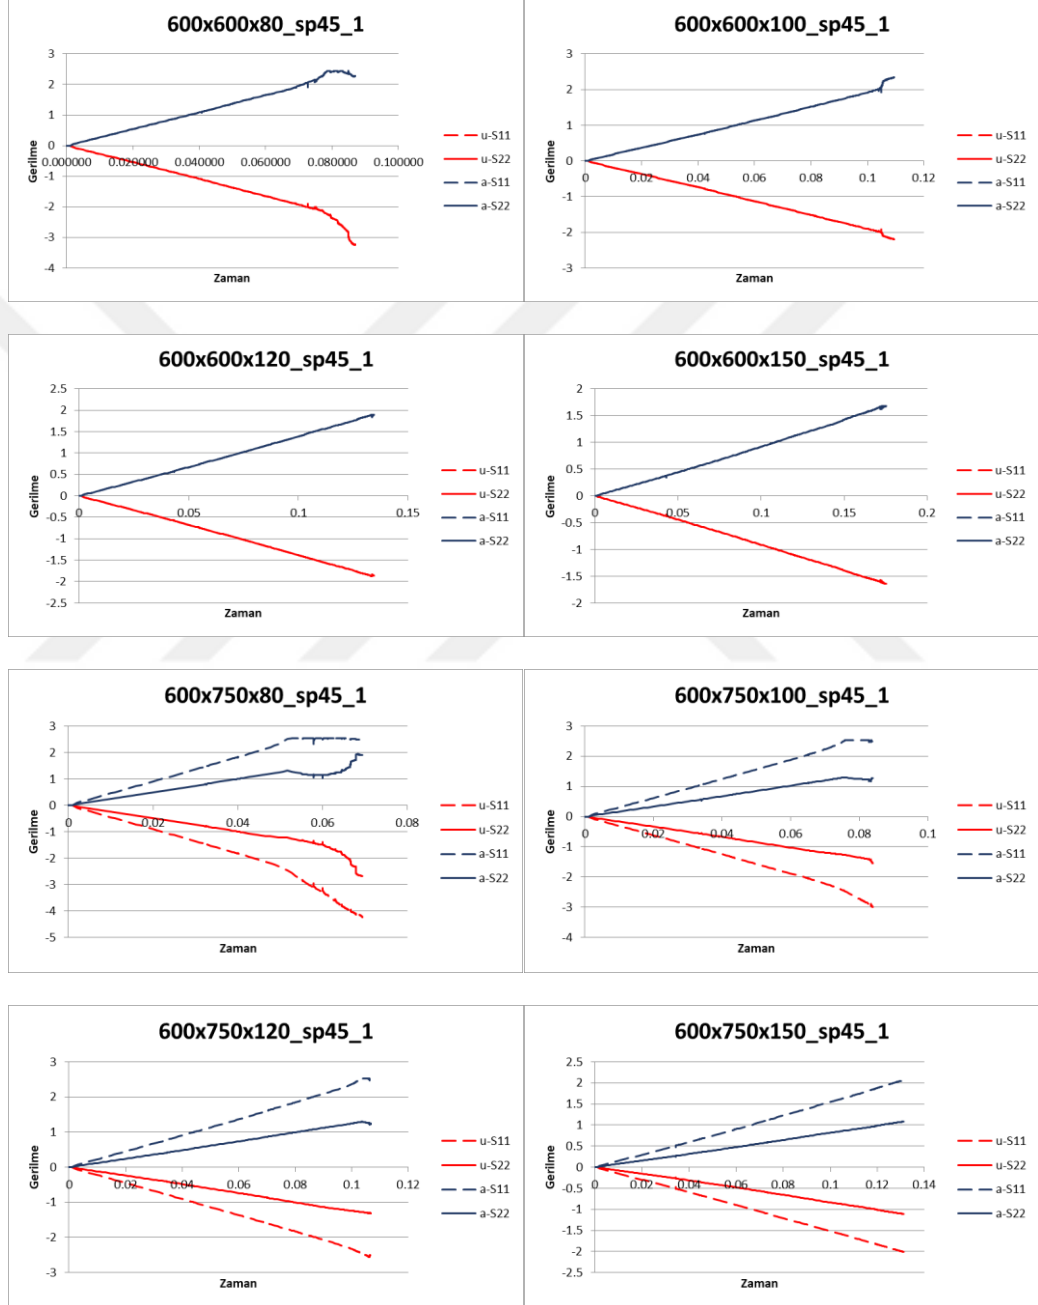 600x600x80_sp45_1
3
2
1
0
-1
-2
-3
-4
0.000000 0.020000 0.040000 0.060000 0.080000 0.100000
Gerilme
Zaman
u-S11
u-S22
a-S11
a-S22
600x600x100_sp45_1
3
2
1
0
-1
-2
-3
0 0.02 0.04 0.06 0.08 0.1 0.12
Gerilme
Zaman
u-S11
u-S22
a-S11
a-S22
600x600x120_sp45_1
2.5
2
1.5
1
0.5
0
-0.5
-1
-1.5
-2
-2.5
0 0.05 0.1 0.15
Gerilme
Zaman
u-S11
u-S22
a-S11
a-S22
600x600x150_sp45_1
2
1.5
1
0.5
0
-0.5
-1
-1.5
-2
0 0.05 0.1 0.15 0.2
Gerilme
Zaman
u-S11
u-S22
a-S11
a-S22
600x750x80_sp45_1
3
2
1
0
-1
-2
-3
-4
-5
0 0.02 0.04 0.06 0.08
Gerilme
Zaman
u-S11
u-S22
a-S11
a-S22
600x750x100_sp45_1
3
2
1
0
-1
-2
-3
-4
0 0.02 0.04 0.06 0.08 0.1
Gerilme
Zaman
u-S11
u-S22
a-S11
a-S22
600x750x120_sp45_1
3
2
1
0
-1
-2
-3
0 0.02 0.04 0.06 0.08 0.1 0.12
Gerilme
Zaman
u-S11
u-S22
a-S11
a-S22
600x750x150_sp45_1
2.5
2
1.5
1
0.5
0
-0.5
-1
-1.5
-2
-2.5
0 0.02 0.04 0.06 0.08 0.1 0.12 0.14
Gerilme
Zaman
u-S11
u-S22
a-S11
a-S22